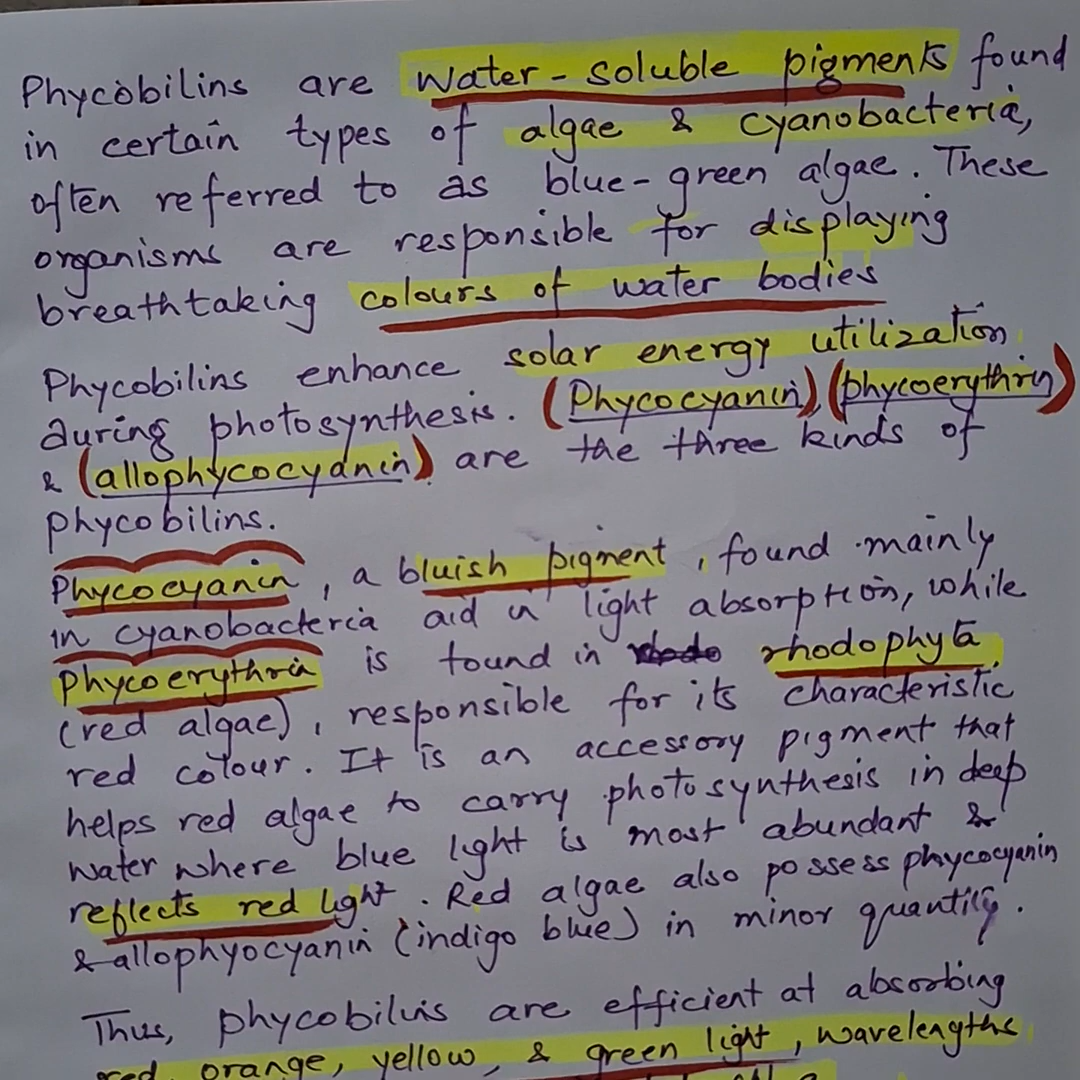 Phycobilins are water-soluble pigments found
in certain types of algae & cyanobacteria,
often referred to as blue-green algae. These
organisms are responsible for displaying
breathtaking colours of water bodies
Phycobilins enhance solar energy utilization
during photosynthesis. (Phycocyanin), (phycoerythrin)
& (allophycocyanin) are the three kinds of
phycobilins.
Phycocyanin, a bluish pigment, found mainly
in cyanobacteria aid in light absorption, while
phycoerythrin is found in rhodophyta
(red algae), responsible for its characteristic
red colour. It is an accessory pigment that
helps red algae to carry photosynthesis in deep
water where blue light is most abundant &
reflects red light. Red algae also possess phycocyanin
& allophyocyanin (indigo blue) in minor quantity.
Thus, phycobilins are efficient at absorbing
red, orange, yellow, & green light, wavelengths